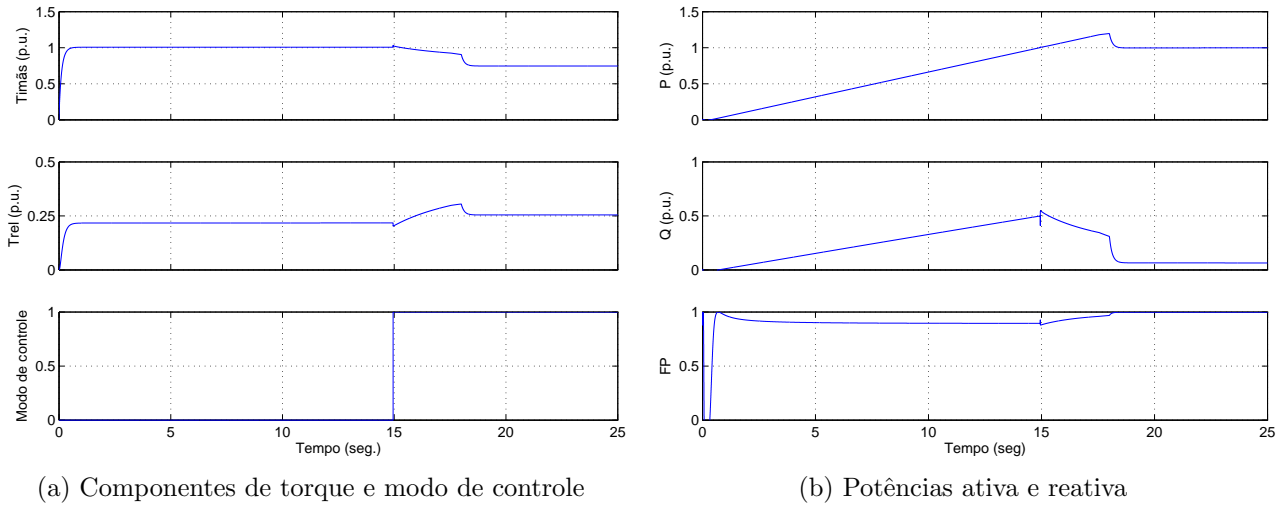 1.5
1
0.5
0
Timãs (p.u.)
0.5
0.25
0
Trel (p.u.)
1
0.5
0
Modo de controle
0 5 10 15 20 25
Tempo (seg.)
(a) Componentes de torque e modo de controle
1.5
1
0.5
0
P (p.u.)
1
0.5
0
Q (p.u.)
1
0.5
0
FP
0 5 10 15 20 25
Tempo (seg)
(b) Potências ativa e reativa